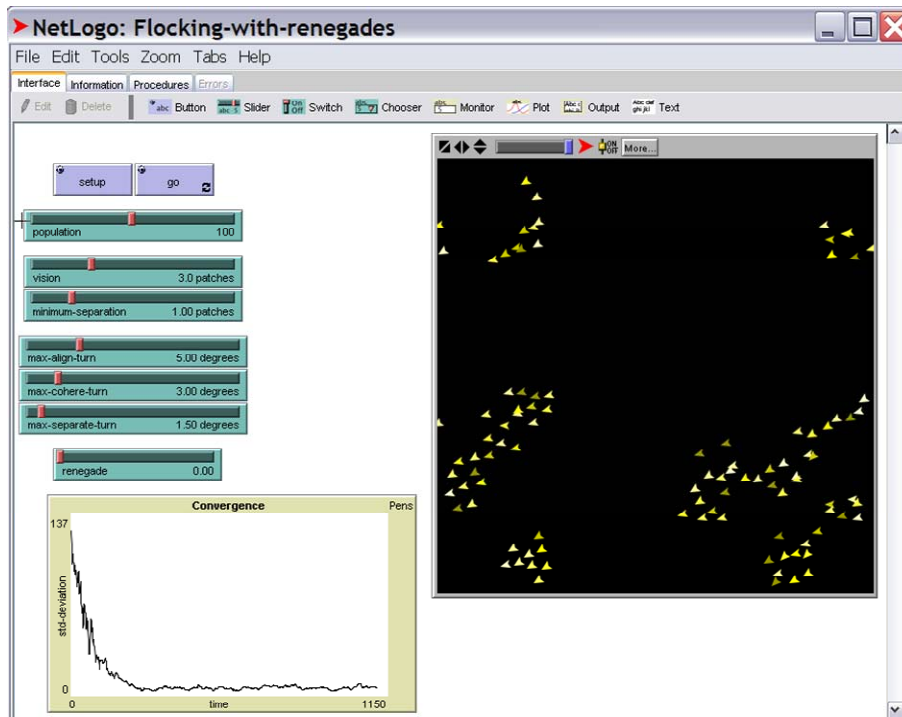 NetLogo: Flocking-with-renegades
File Edit Tools Zoom Tabs Help
Interface Information Procedures Errors
Edit Delete Button Slider Switch Chooser Monitor Plot Output Text
ON OFF More...
setup go
population 100
vision 3.0 patches
minimum-separation 1.00 patches
max-align-turn 5.00 degrees
max-cohere-turn 3.00 degrees
max-separate-turn 1.50 degrees
renegade 0.00
Convergence Pens
137
std-deviation
0
0 time 1150